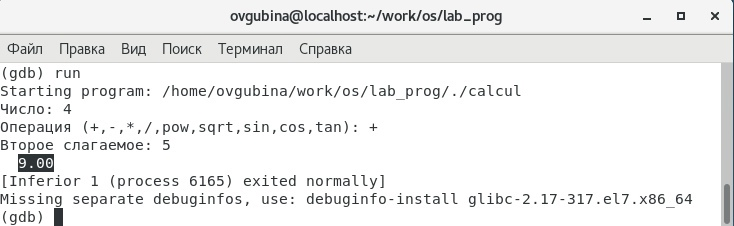 ovgubina@localhost:~/work/os/lab_prog
Файл Правка Вид Поиск Терминал Справка
(gdb) run
Starting program: /home/ovgubina/work/os/lab_prog/./calcul
Число: 4
Операция (+,-,*,/,pow,sqrt,sin,cos,tan): +
Второе слагаемое: 5
9.00
[Inferior 1 (process 6165) exited normally]
Missing separate debuginfos, use: debuginfo-install glibc-2.17-317.el7.x86_64
(gdb)